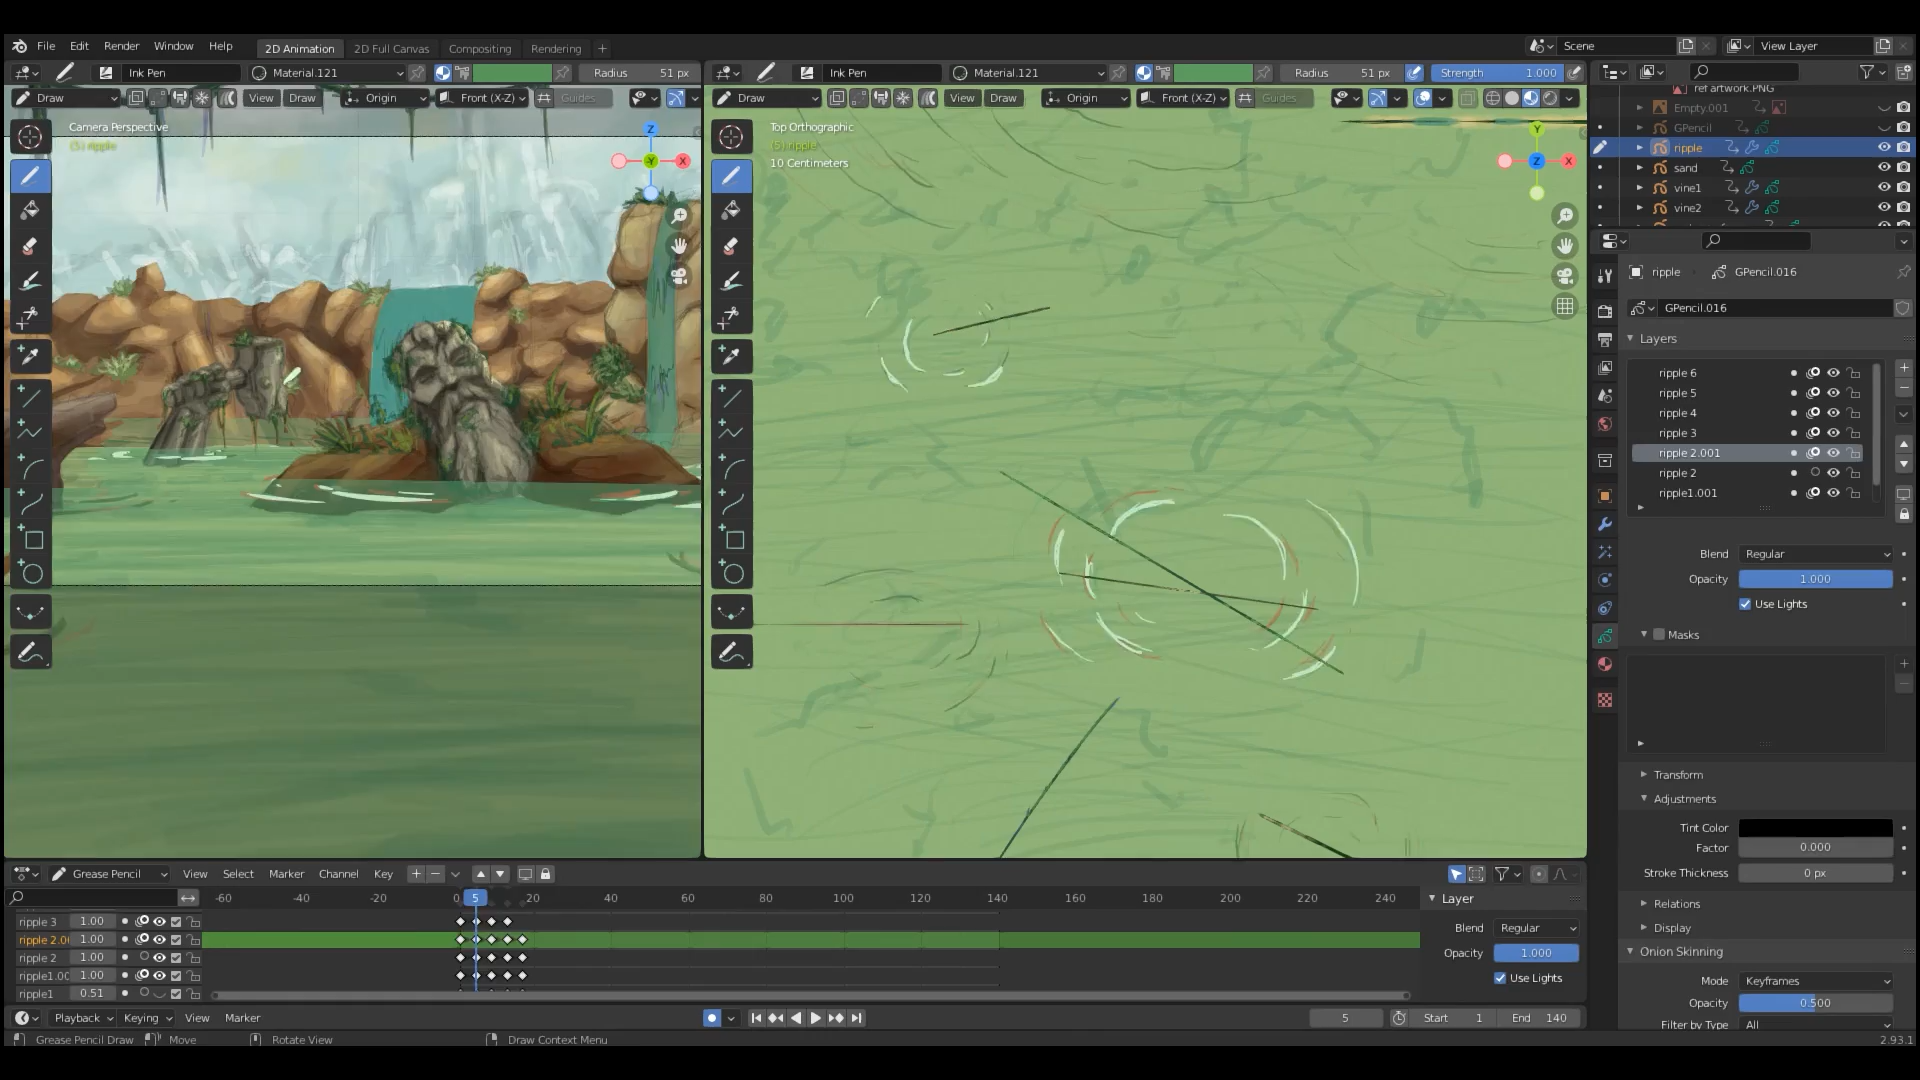 File Edit Render Window Help 2D Animation 2D Full Canvas Compositing Rendering + Scene View Layer
Ink Pen Material.121 Radius 51 px Ink Pen Material.121 Radius 51 px Strength 1.000
Draw View Draw Origin Front (X-Z) Guides Draw View Draw Origin Front (X-Z) Guides
ref artwork.PNG
Empty.001
GPencil
ripple
sand
vine1
vine2
Camera Perspective
(5) ripple
Z
-Y X
Top Orthographic
(5) ripple
10 Centimeters
Y
Z X
ripple GPencil.016
GPencil.016
Layers
ripple 6
ripple 5
ripple 4
ripple 3
ripple 2.001
ripple 2
ripple1.001
Blend Regular
Opacity 1.000
Use Lights
Masks
Transform
Adjustments
Tint Color
Factor 0.000
Stroke Thickness 0 px
Relations
Display
Onion Skinning
Mode Keyframes
Opacity 0.500
Filter by Type All
Grease Pencil View Select Marker Channel Key
-60 -40 -20 0 5 20 40 60 80 100 120 140 160 180 200 220 240
ripple 3 1.00
ripple 2.0 1.00
ripple 2 1.00
ripple1.00 1.00
ripple1 0.51
Layer
Blend Regular
Opacity 1.000
Use Lights
Playback Keying View Marker 5 Start 1 End 140
Grease Pencil Draw Move Rotate View Draw Context Menu 2.93.1